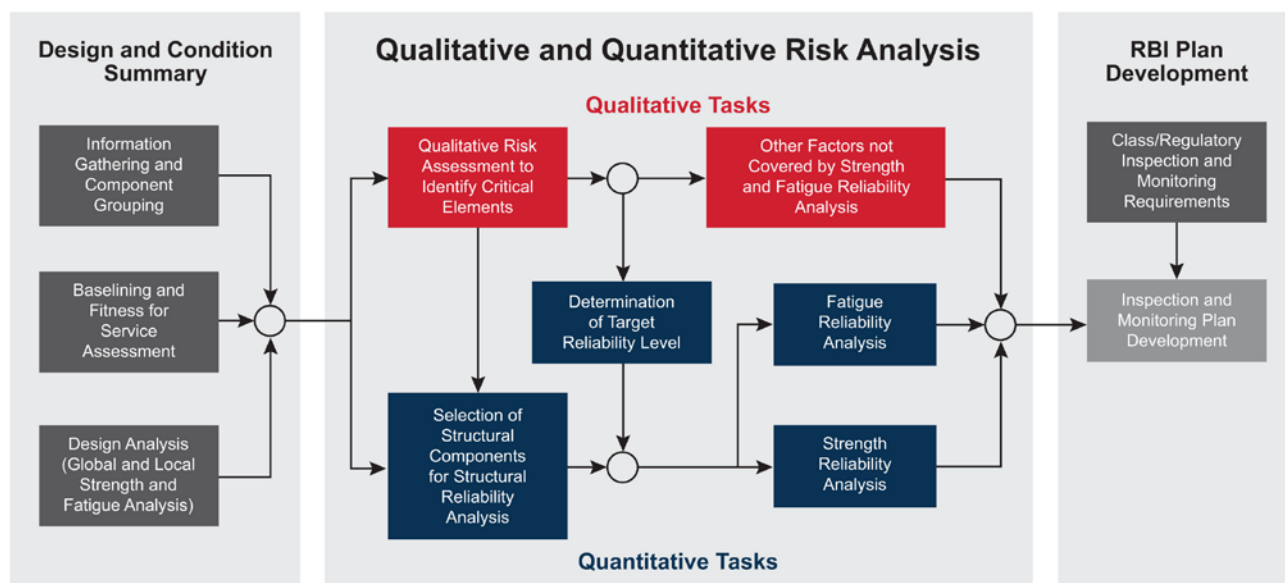 Design and Condition
Summary
Information
Gathering and
Component
Grouping
Baselining and
Fitness for
Service
Assessment
Design Analysis
(Global and Local
Strength and
Fatigue Analysis)
Qualitative and Quantitative Risk Analysis
Qualitative Tasks
Qualitative Risk
Assessment to
Identify Critical
Elements
Other Factors not
Covered by Strength
and Fatigue Reliability
Analysis
Determination
of Target
Reliability Level
Fatigue
Reliability
Analysis
Selection of
Structural
Components
for Structural
Reliability
Analysis
Strength
Reliability
Analysis
Quantitative Tasks
RBI Plan
Development
Class/Regulatory
Inspection and
Monitoring
Requirements
Inspection and
Monitoring Plan
Development